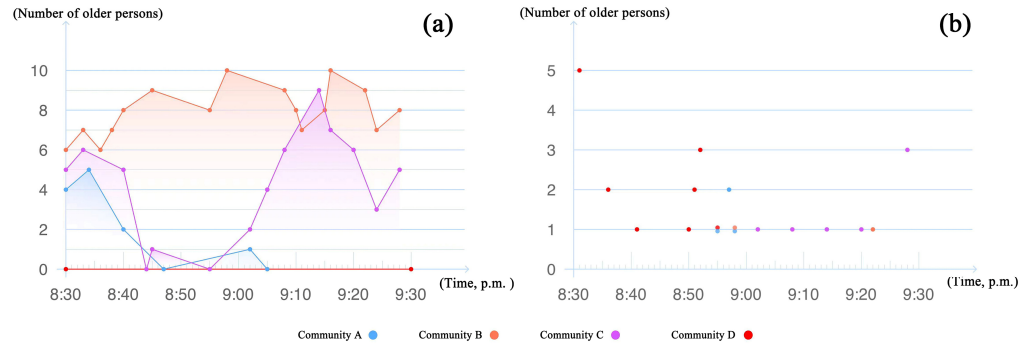 (Number of older persons)
(a)
10
8
6
4
2
0
8:30 8:40 8:50 9:00 9:10 9:20 9:30
(Time, p.m. )
(Number of older persons)
(b)
5
4
3
2
1
0
8:30 8:40 8:50 9:00 9:10 9:20 9:30
(Time, p.m.)
Community A Community B Community C Community D